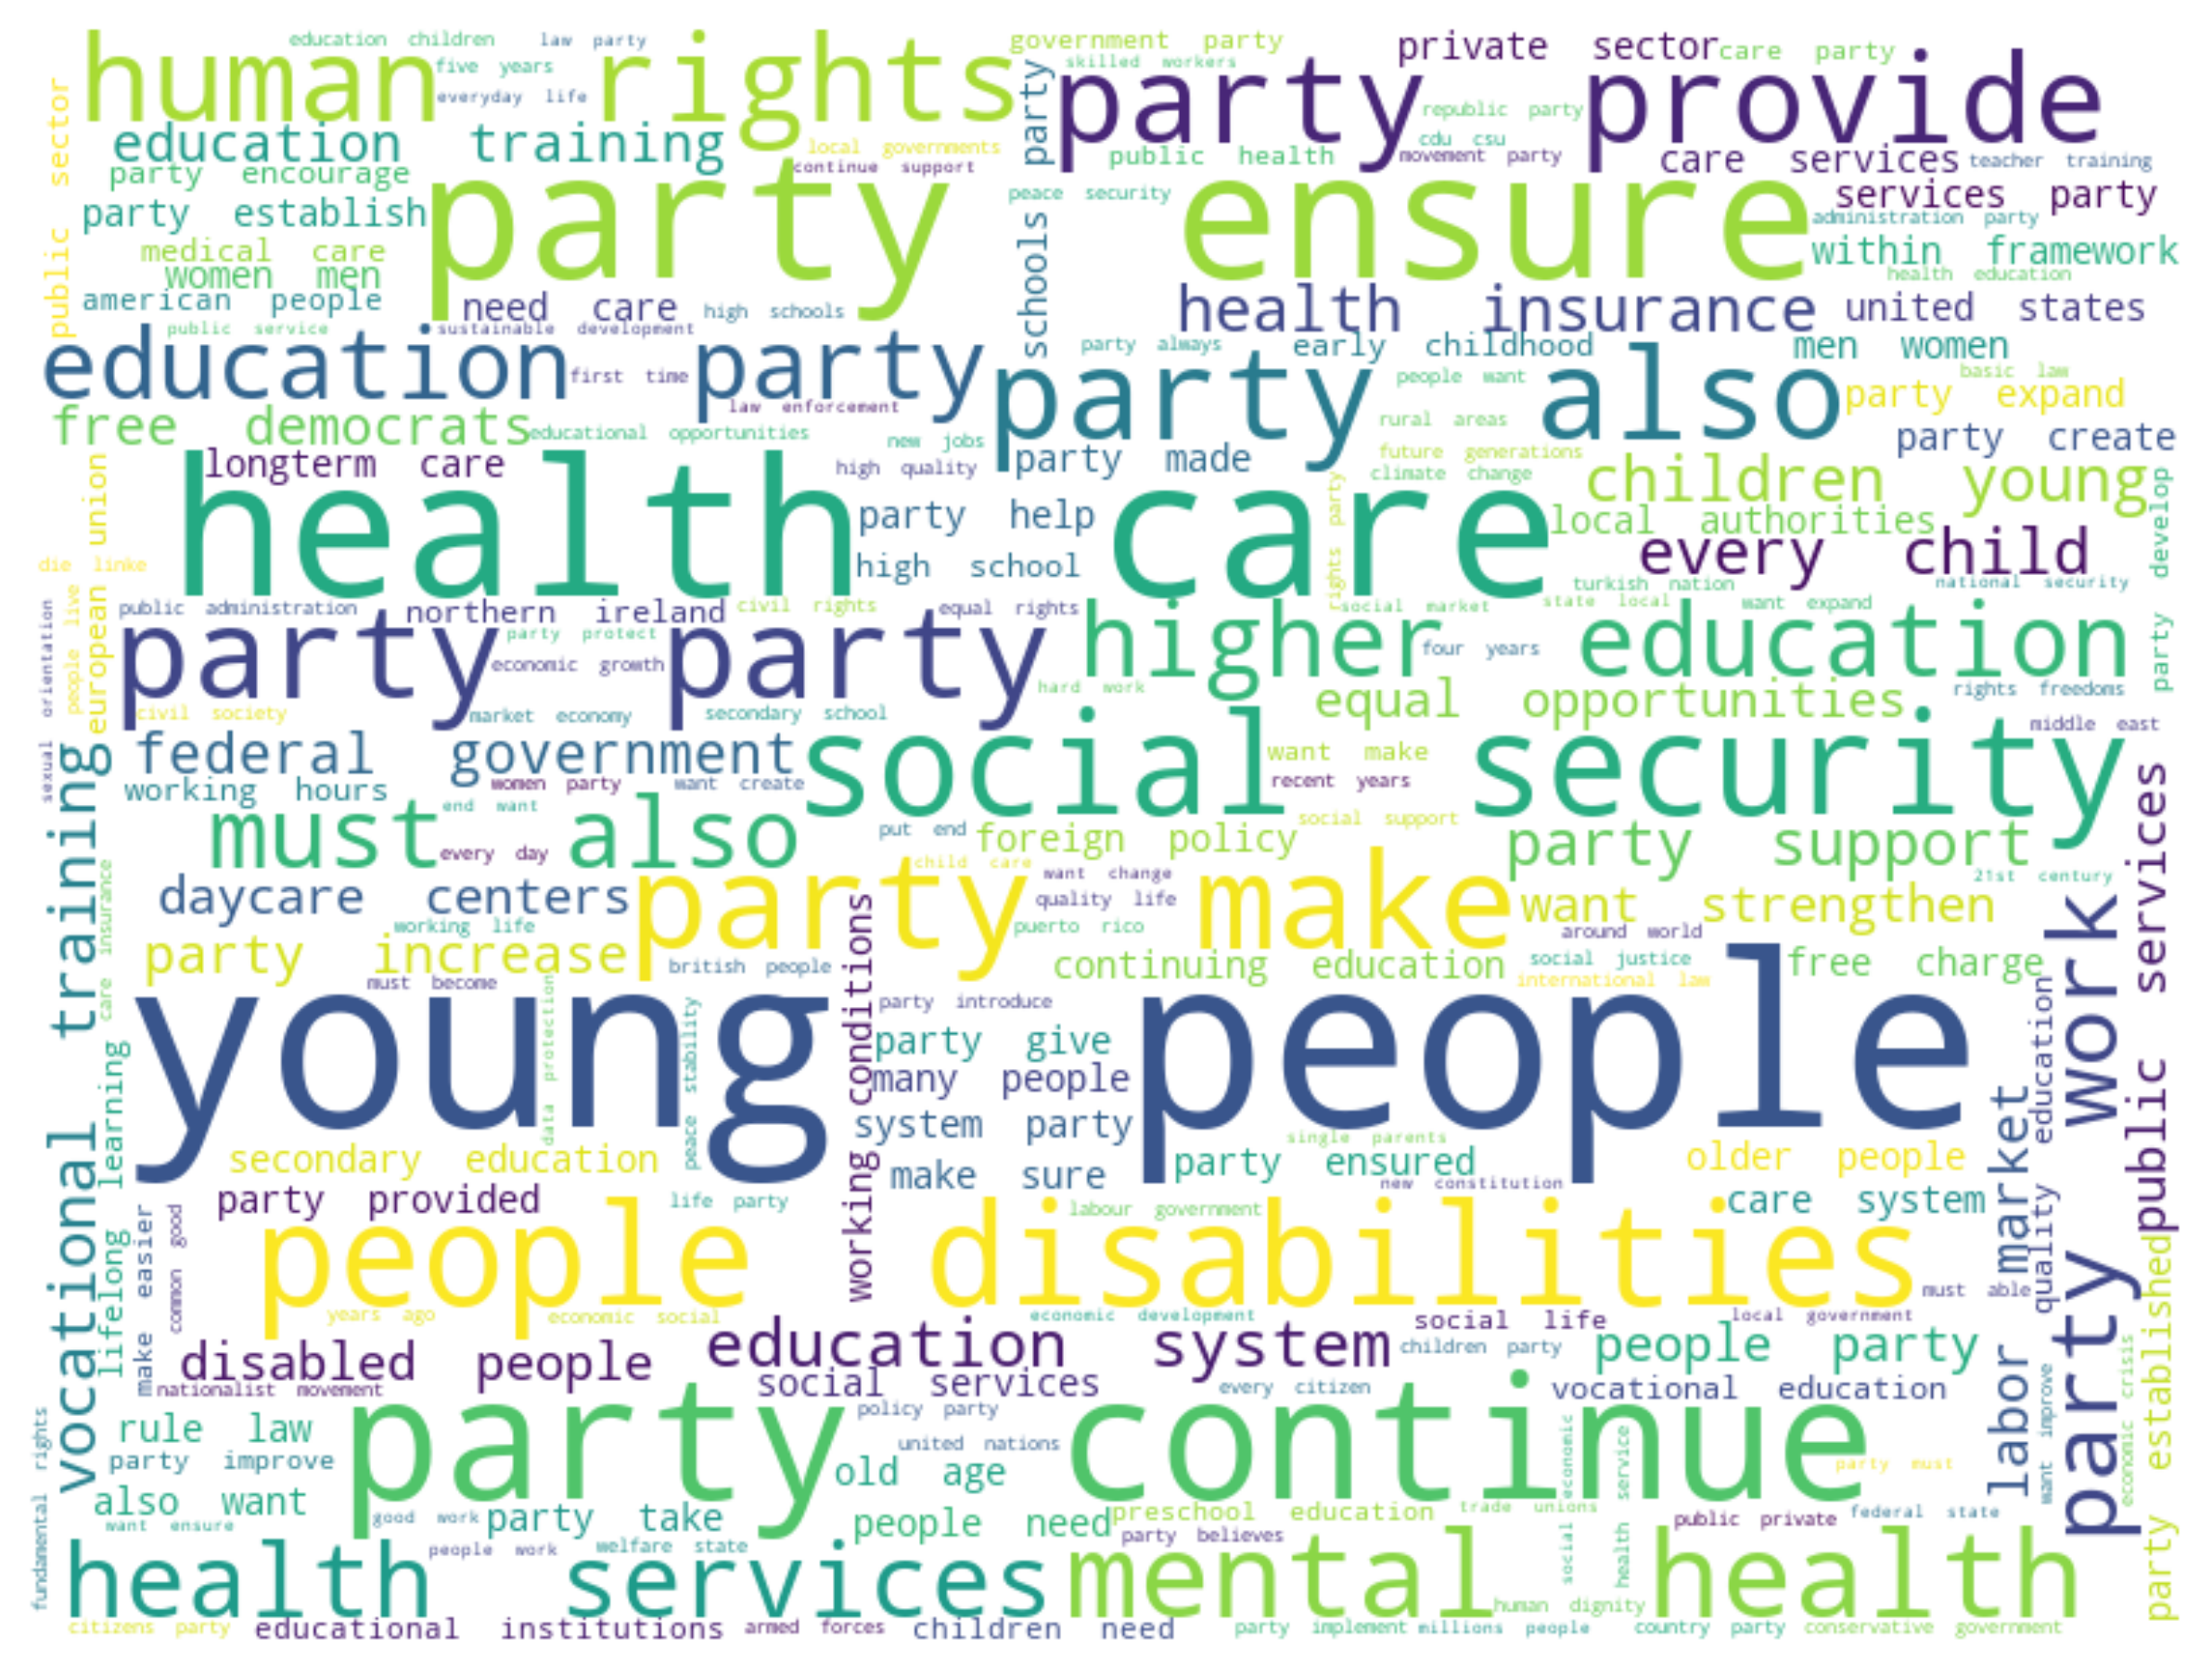 human rights
education children
law party
five years
everyday life
government party
skilled workers
private sector
care party
party provide
republic party
cdu csu
movement party
public health
care services
teacher training
services party
peace security
administration party
within framework
health education
public sector
education training
party encourage
party establish
medical care
women men
american people
local governments
continue support
schools party
party ensure
need care
high schools
health insurance
united states
public service
sustainable development
education party
first time
law enforcement
party always
early childhood
men women
basic law
people want
party also
party expand
rural areas
party create
free democrats
educational opportunities
new jobs
high quality
party made
future generations
climate change
children young
longterm care
health care
party help
high school
local authorities
every child
rights party
party develop
european union
die linke
turkish nation
national security
public administration
northern ireland
civil rights
equal rights
social market
state local
want expand
party party
party protect
economic growth
higher education
four years
hard work
equal opportunities
rights freedoms
sexual orientation
people live
civil society
market economy
secondary school
middle east
federal government
social security
want make
recent years
working hours
women party
want create
end want
must also
every day
put end
foreign policy
social support
party support
vocational training
care insurance
daycare centers
party make
child care
want change
quality life
21st century
want strengthen
working life
puerto rico
around world
party increase
british people
continuing education
social justice
international law
free charge
must become
young people
data protection
peace stability
working conditions
party introduce
party give
many people
system party
make sure
single parents
party ensured
older people
new constitution
care system
lifelong learning
secondary education
party provided
life party
labour government
make easier
common good
people disabilities
must able
years ago
economic social
economic development
social life
local government
labor market
quality education
party work
public services
party established
disabled people
education system
children party
people party
nationalist movement
social services
every citizen
vocational education
fundamental rights
rule law
party continue
policy party
united nations
party improve
old age
party must
also want
want ensure
good work
party take
people need
preschool education
trade unions
public private
federal state
want improve
economic crisis
social economic
health service
party believes
people work
welfare state
health services
mental health
human dignity
citizens party
educational institutions
armed forces
children need
party implement
millions people
country party
conservative government